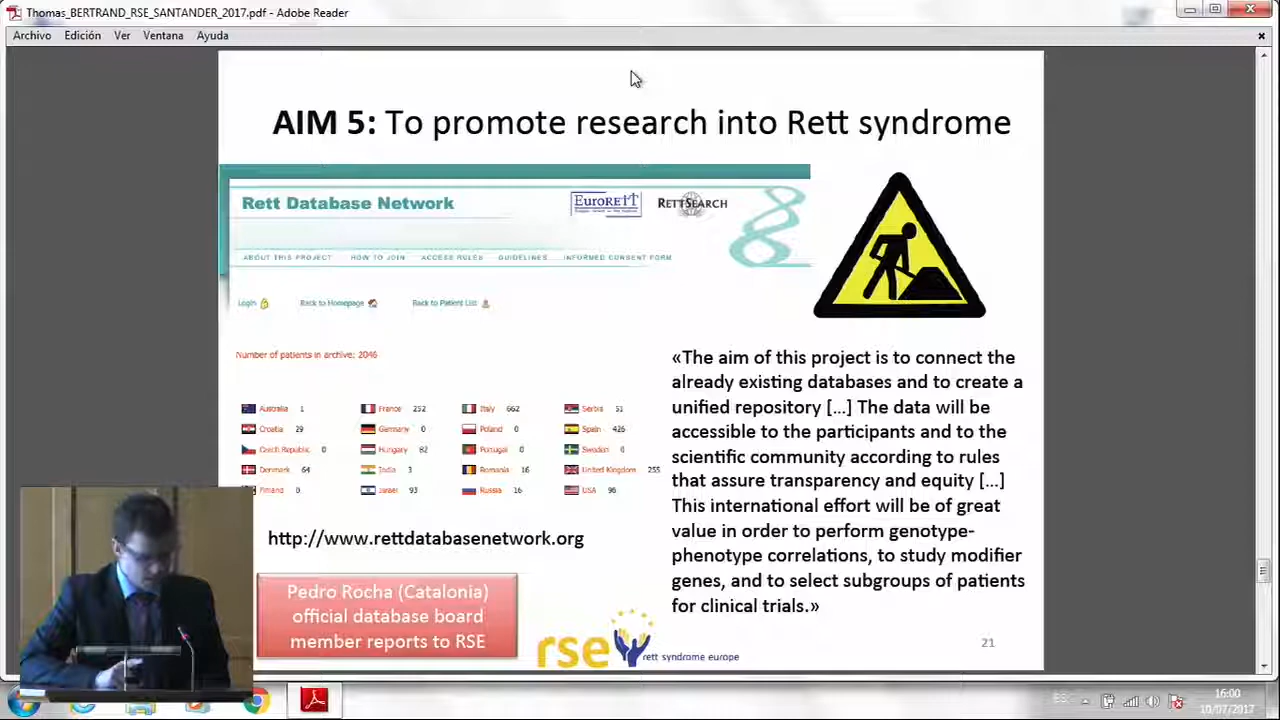 Thomas_BERTRAND_RSE_SANTANDER_2017.pdf - Adobe Reader
Archivo Edición Ver Ventana Ayuda
AIM 5: To promote research into Rett syndrome
Rett Database Network
EuroRETT
RETTSEARCH
ABOUT THIS PROJECT HOW TO JOIN ACCESS RULES GUIDELINES INFORMED CONSENT FORM
Login Back to Homepage Back to Patient List
Number of patients in archive: 2046
Australia 1 France 252 Italy 662 Serbia 51
Croatia 29 Germany 0 Poland 0 Spain 426
Czech Republic 0 Hungary 82 Portugal 0 Sweden 0
Denmark 64 India 3 Romania 16 United Kingdom 255
Finland 0 Israel 93 Russia 16 USA 96
http://www.rettdatabasenetwork.org
Pedro Rocha (Catalonia)
official database board
member reports to RSE
«The aim of this project is to connect the
already existing databases and to create a
unified repository [...] The data will be
accessible to the participants and to the
scientific community according to rules
that assure transparency and equity [...]
This international effort will be of great
value in order to perform genotype-
phenotype correlations, to study modifier
genes, and to select subgroups of patients
for clinical trials.»
rse rett syndrome europe
21
16:00
10/07/2017